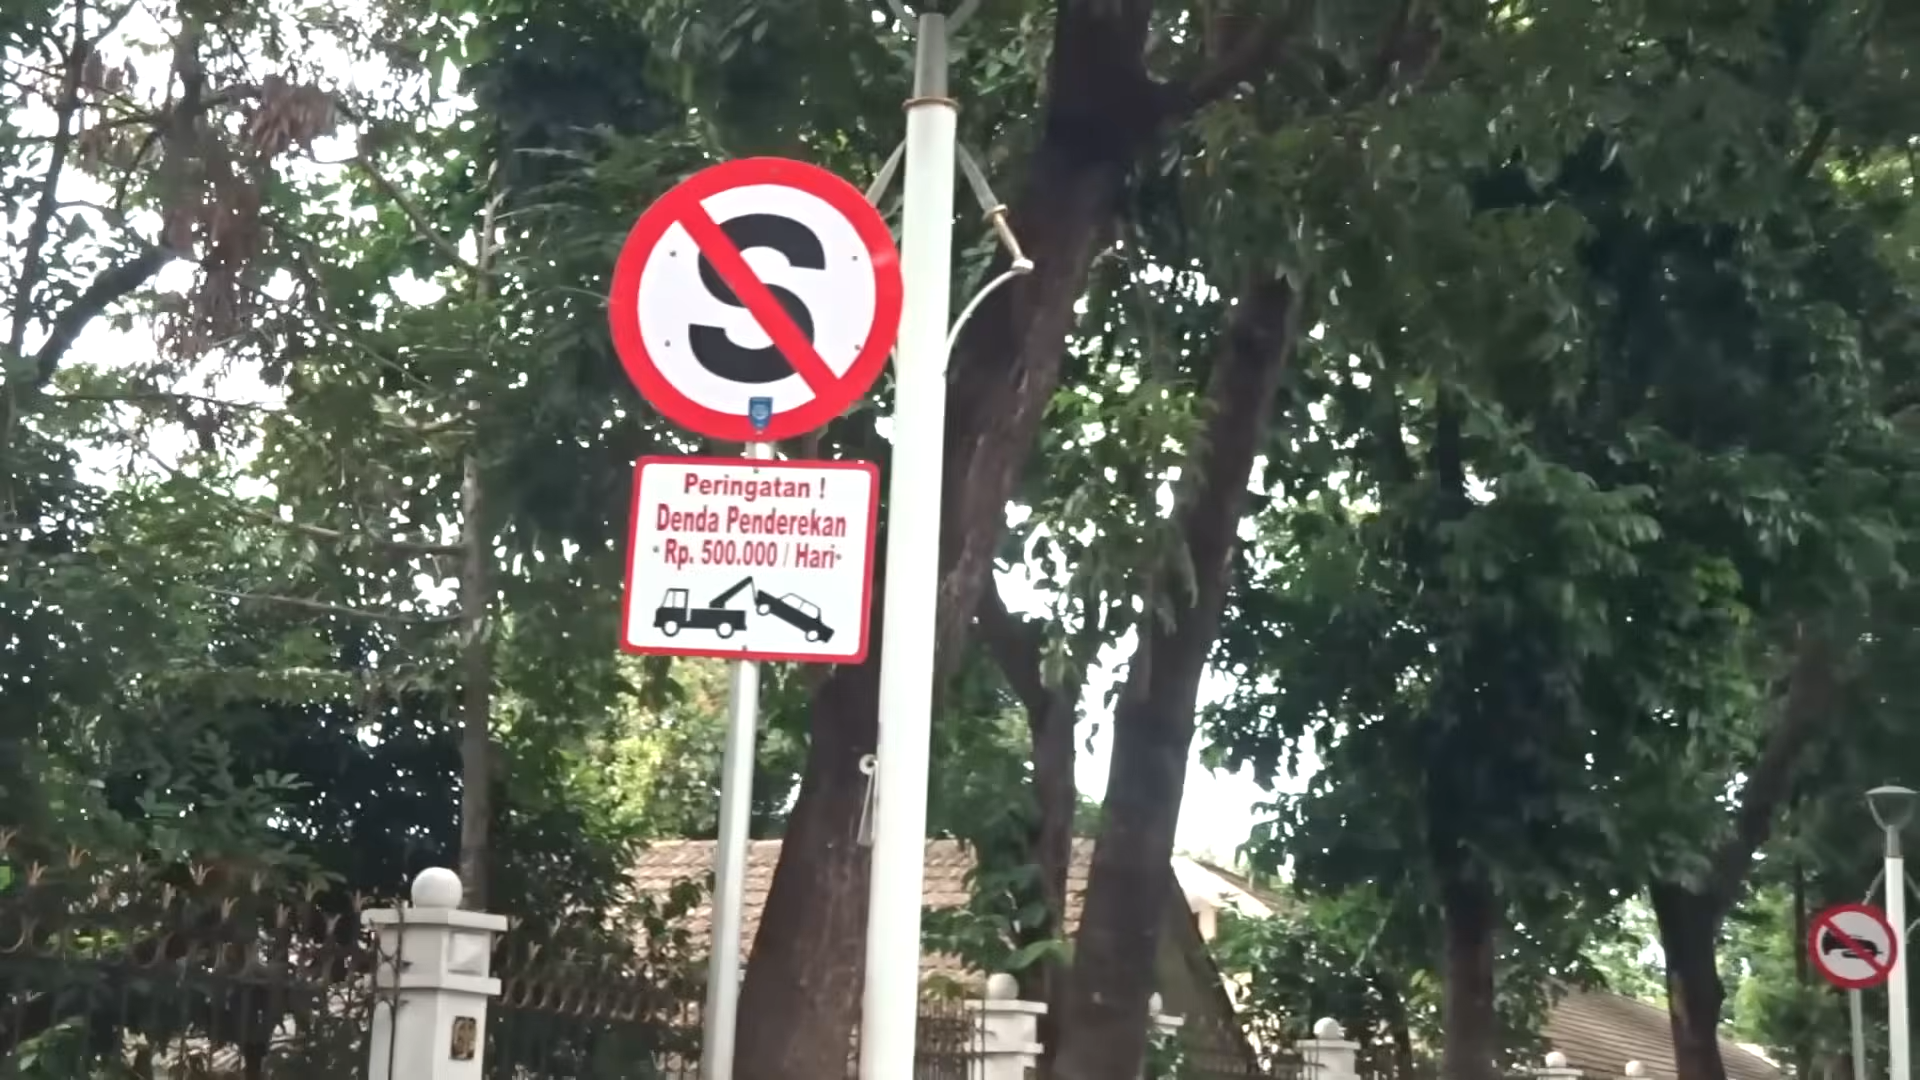 S
Peringatan !
Denda Penderekan
Rp. 500.000 / Hari